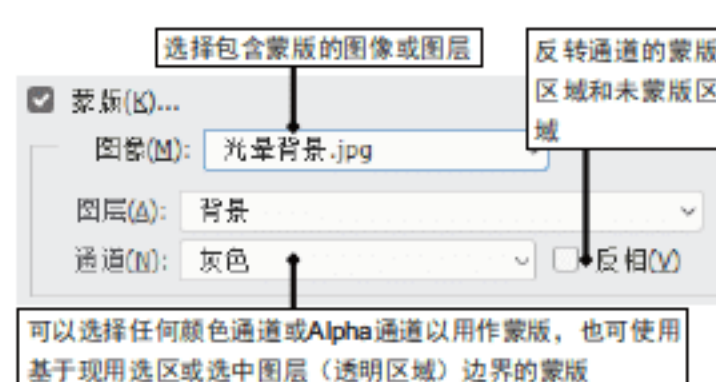 选择包含蒙版的图像或图层
反转通道的蒙版
区域和未蒙版区
域
蒙版(K)...
图像(M): 光晕背景.jpg
图层(A): 背景
通道(N): 灰色 反相(V)
可以选择任何颜色通道或Alpha通道以用作蒙版，也可使用
基于现用选区或选中图层（透明区域）边界的蒙版